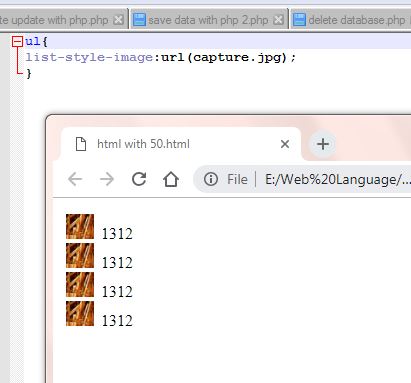 te update with php.php save data with php 2.php delete database.php
ul{
list-style-image:url(capture.jpg);
}
html with 50.html
File E:/Web%20Language/...
1312
1312
1312
1312